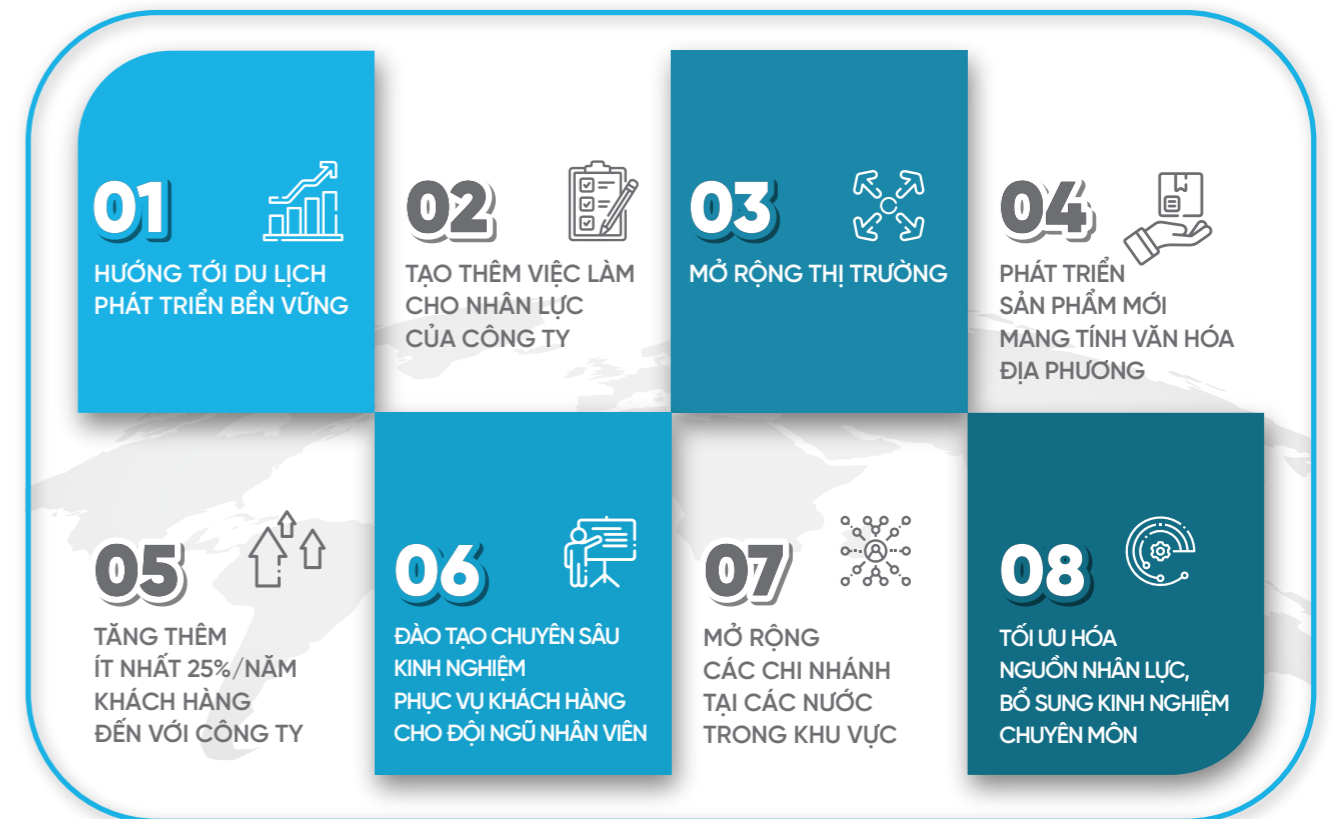 01
HƯỚNG TỚI DU LỊCH
PHÁT TRIỂN BỀN VỮNG
02
TẠO THÊM VIỆC LÀM
CHO NHÂN LỰC
CỦA CÔNG TY
03
MỞ RỘNG THỊ TRƯỜNG
04
PHÁT TRIỂN
SẢN PHẨM MỚI
MANG TÍNH VĂN HÓA
ĐỊA PHƯƠNG
05
TĂNG THÊM
ÍT NHẤT 25%/NĂM
KHÁCH HÀNG
ĐẾN VỚI CÔNG TY
06
ĐÀO TẠO CHUYÊN SÂU
KINH NGHIỆM
PHỤC VỤ KHÁCH HÀNG
CHO ĐỘI NGŨ NHÂN VIÊN
07
MỞ RỘNG
CÁC CHI NHÁNH
TẠI CÁC NƯỚC
TRONG KHU VỰC
08
TỐI ƯU HÓA
NGUỒN NHÂN LỰC,
BỔ SUNG KINH NGHIỆM
CHUYÊN MÔN